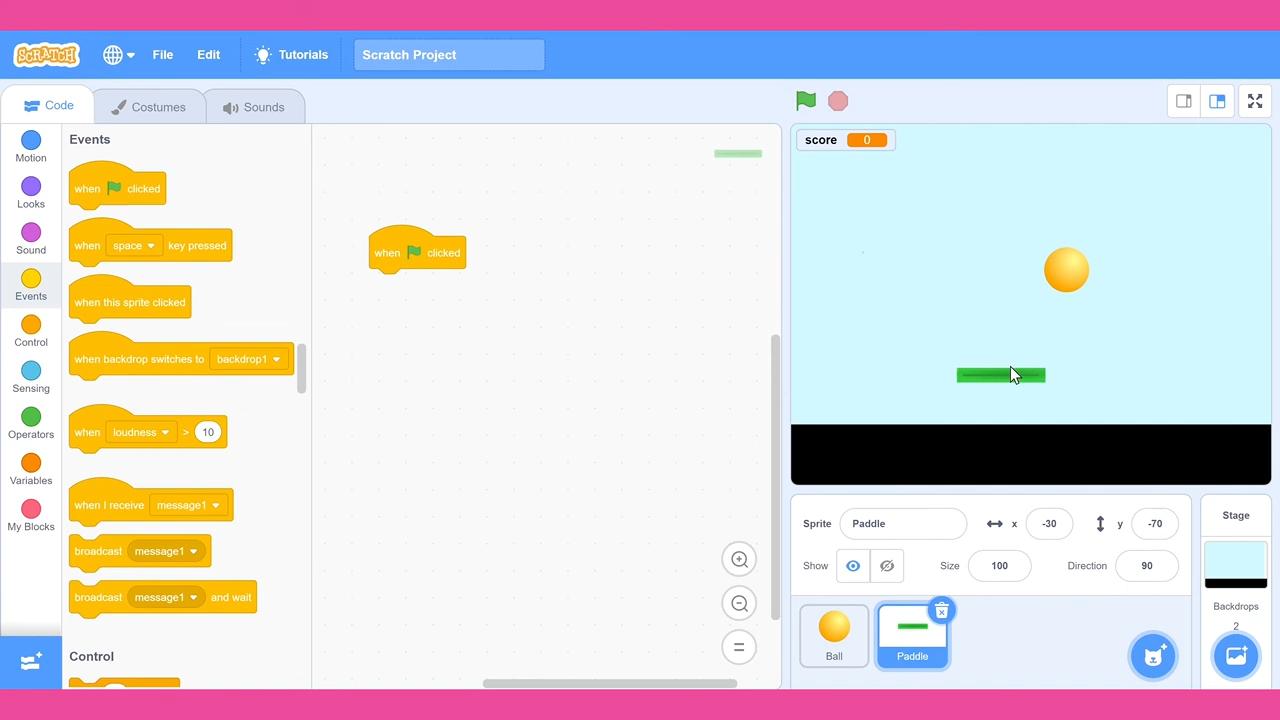 SCRATCH File Edit Tutorials Scratch Project
Code Costumes Sounds
Motion
Looks
Sound
Events
Control
Sensing
Operators
Variables
My Blocks
Events
when clicked
when space key pressed
when this sprite clicked
when backdrop switches to backdrop1
when loudness > 10
when I receive message1
broadcast message1
broadcast message1 and wait
Control
when clicked
score 0
Sprite Paddle x -30 y -70
Show Size 100 Direction 90
Ball
Paddle
Stage
Backdrops
2